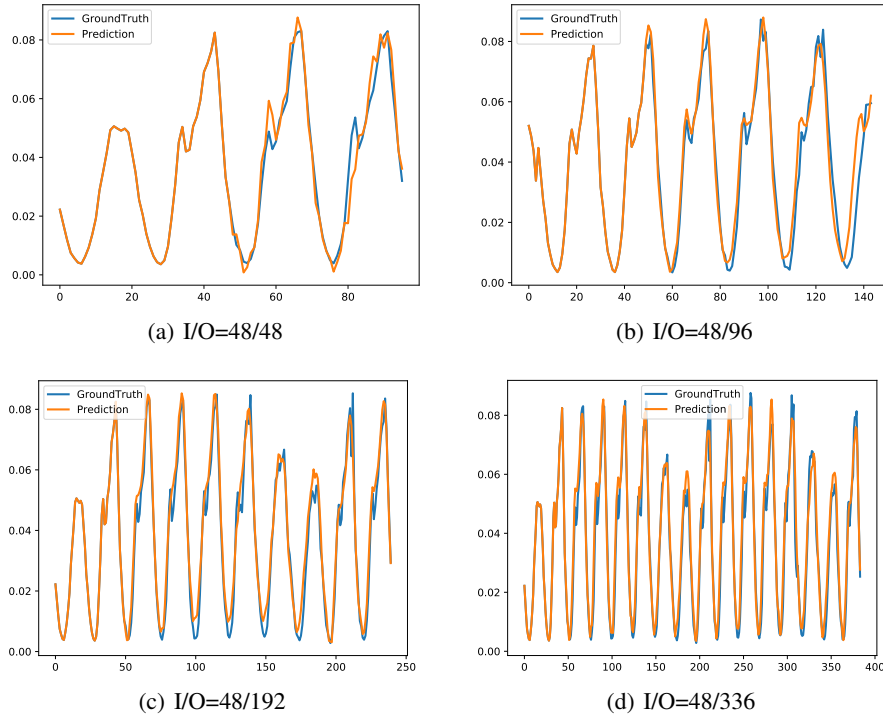 GroundTruth
Prediction
0.08
0.06
0.04
0.02
0.00
0 20 40 60 80
(a) I/O=48/48
GroundTruth
Prediction
0.08
0.06
0.04
0.02
0.00
0 20 40 60 80 100 120 140
(b) I/O=48/96
GroundTruth
Prediction
0.08
0.06
0.04
0.02
0.00
0 50 100 150 200 250
(c) I/O=48/192
GroundTruth
Prediction
0.08
0.06
0.04
0.02
0.00
0 50 100 150 200 250 300 350 400
(d) I/O=48/336